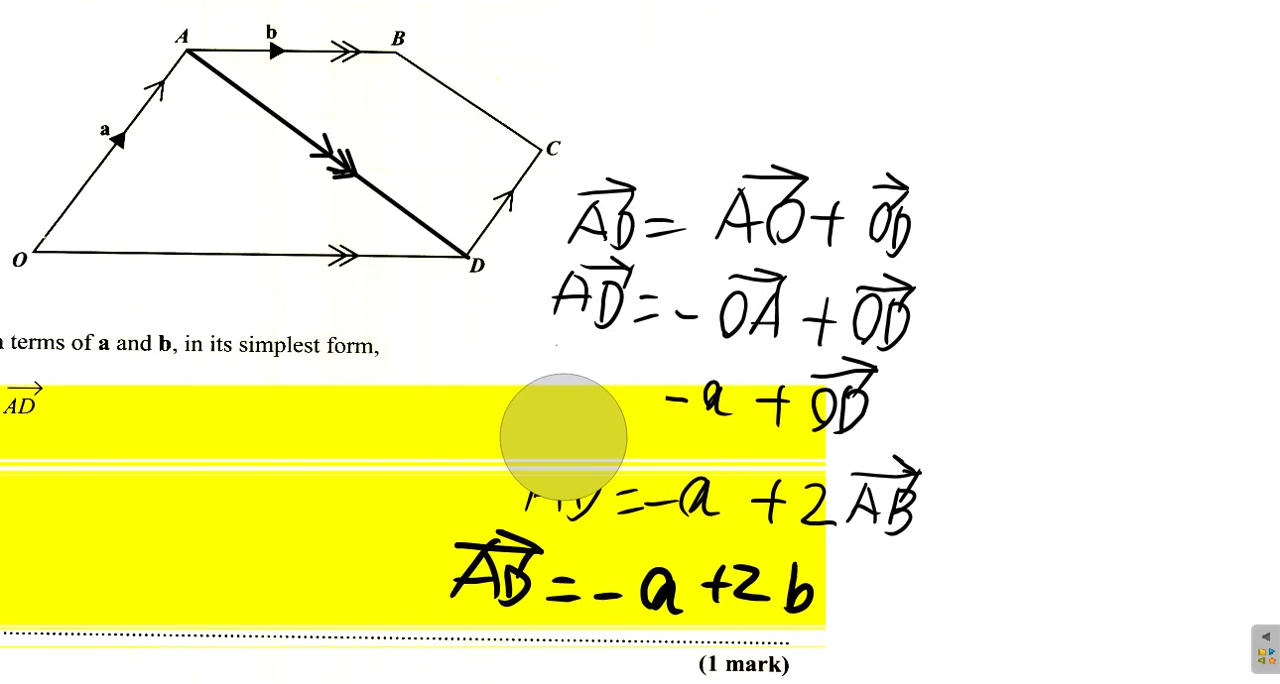 A
b
B
a
C
O
D
AD = AO + OD
AD = - OA + OD
- a + OD
terms of a and b, in its simplest form,
AD
= - a + 2 AB
AD = - a + 2 b
(1 mark)